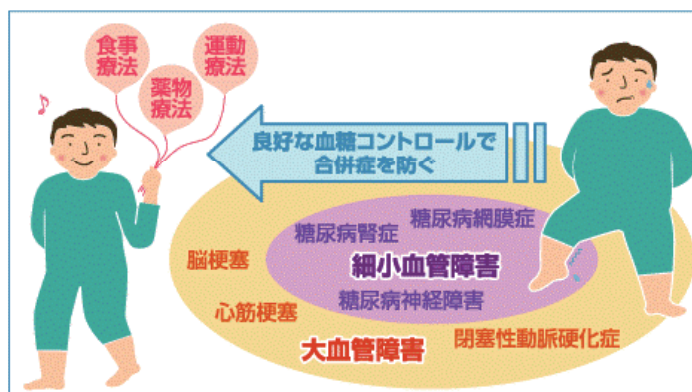 食事
療法
運動
療法
薬物
療法
良好な血糖コントロールで
合併症を防ぐ
糖尿病網膜症
糖尿病腎症
細小血管障害
糖尿病神経障害
脳梗塞
心筋梗塞
大血管障害
閉塞性動脈硬化症